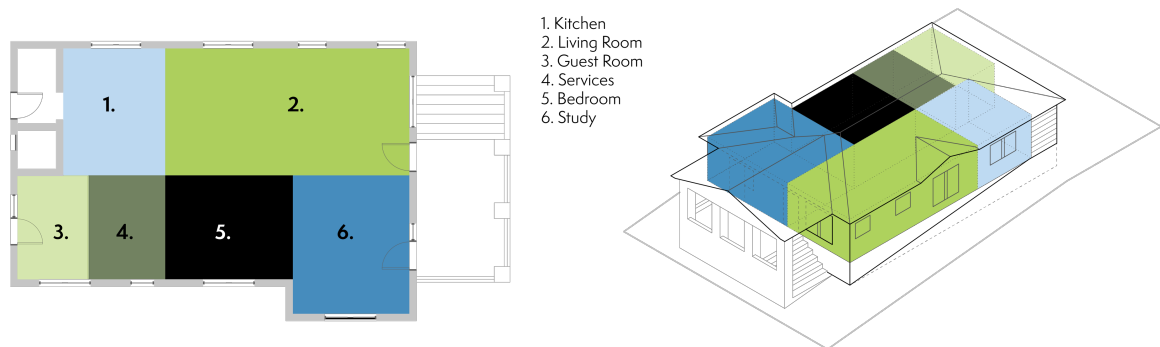 1.
2.
3.
4.
5.
6.
1. Kitchen
2. Living Room
3. Guest Room
4. Services
5. Bedroom
6. Study